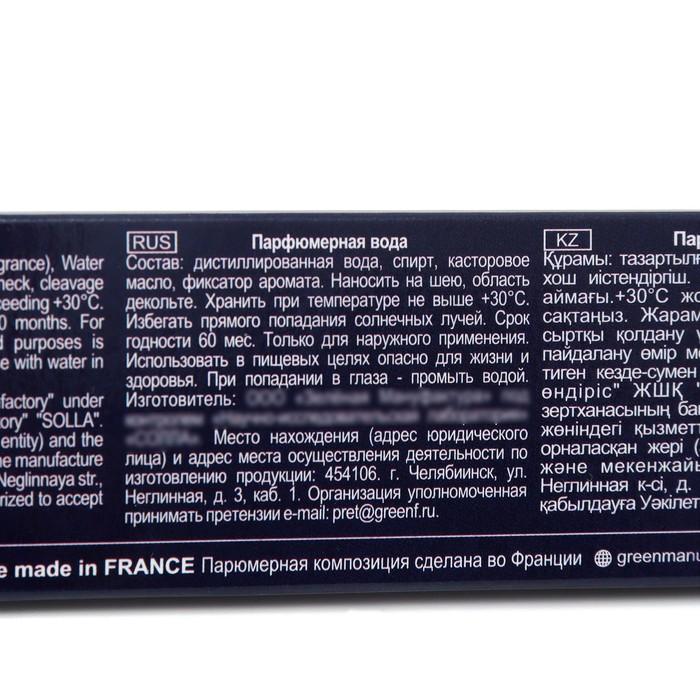 grance), Water
neck, cleavage
ceeding +30°C.
0 months. For
d purposes is
e with water in
factory" under
tory" "SOLLA".
entity) and the
he manufacture
Neglinnaya str.,
rized to accept
RUS Парфюмерная вода
Состав: дистиллированная вода, спирт, касторовое
масло, фиксатор аромата. Наносить на шею, область
декольте. Хранить при температуре не выше +30°С.
Избегать прямого попадания солнечных лучей. Срок
годности 60 мес. Только для наружного применения.
Использовать в пищевых целях опасно для жизни и
здоровья. При попадании в глаза - промыть водой.
Изготовитель:
Место нахождения (адрес юридического
лица) и адрес места осуществления деятельности по
изготовлению продукции: 454106. г. Челябинск, ул.
Неглинная, д. 3, каб. 1. Организация уполномоченная
принимать претензии e-mail: pret@greenf.ru.
KZ Пар
Құрамы: тазартылғ
хош иістендіргіш.
аймағы.+30°С жо
сақтаңыз. Жарам
сыртқы қолдану
пайдалану өмір м
тиген кезде-сумен
өндіріс" ЖШҚ
зертханасының ба
жөніндегі қызмет
орналасқан жері (
және мекенжай
Неглинная к-сі, д.
қабылдауға Уәкілет
e made in FRANCE Парюмерная композиция сделана во Франции greenmanu